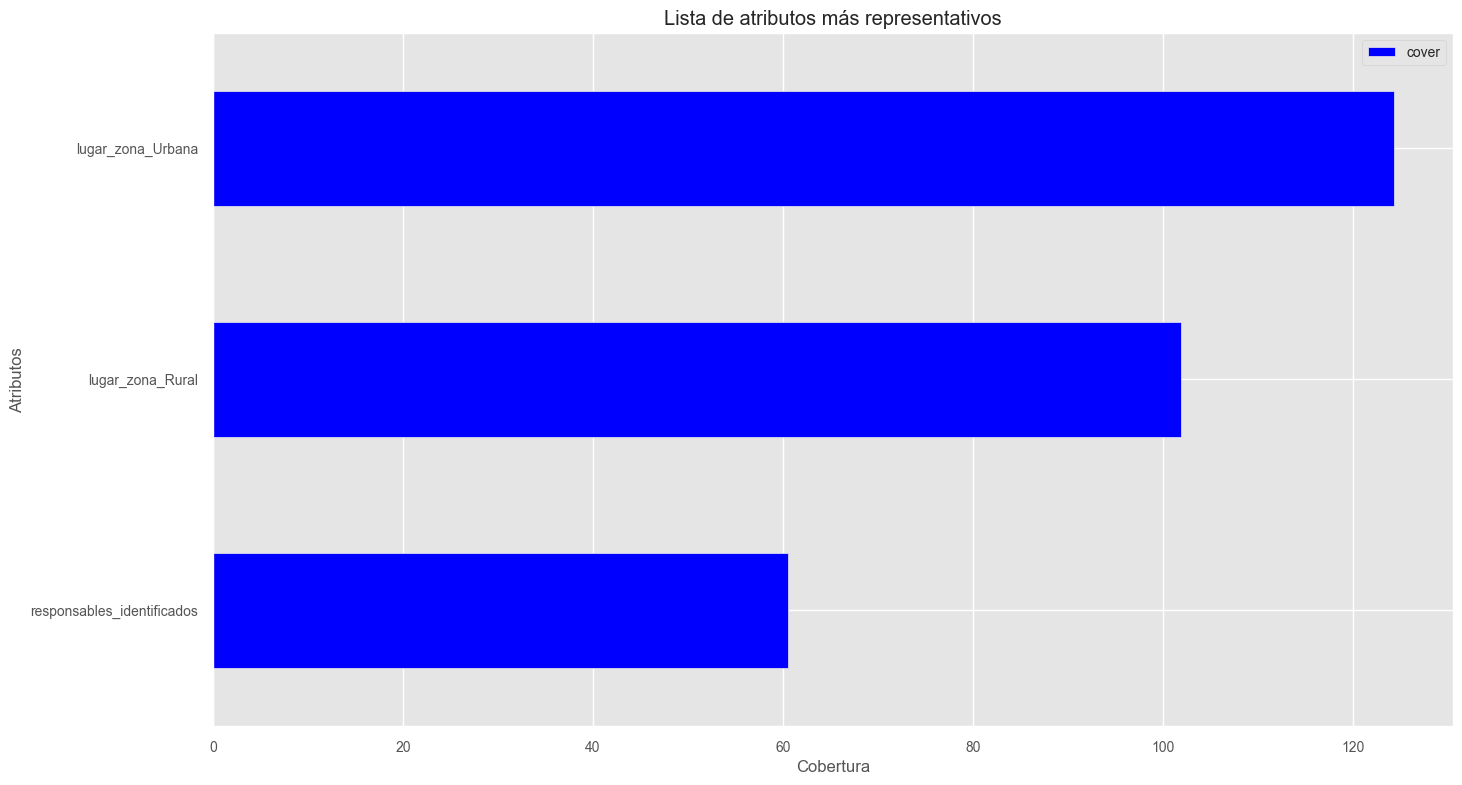 Lista de atributos más representativos
cover
lugar_zona_Urbana
lugar_zona_Rural
responsables_identificados
Atributos
0 20 40 60 80 100 120
Cobertura